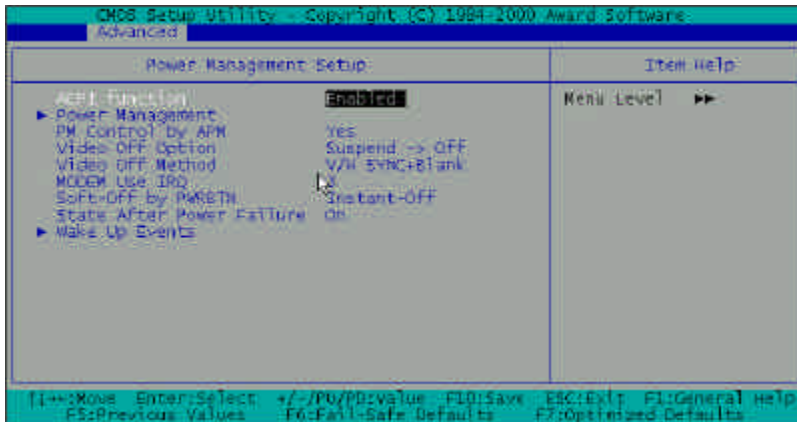 CMOS Setup Utility - Copyright (C) 1984-2000 Award Software
Advanced
Power Management Setup
Item Help
ACPI Function Enabled
Menu Level ►►
► Power Management
PM Control by APM Yes
Video Off Option Suspend -> Off
Video Off Method V/H SYNC+Blank
MODEM Use IRQ
Soft-Off by PWRBTN Instant-Off
State After Power Failure On
► Wake Up Events
↑↓→←:Move Enter:Select +/-/PU/PD:Value F10:Save ESC:Exit F1:General Help
F5:Previous Values F6:Fail-Safe Defaults F7:Optimized Defaults